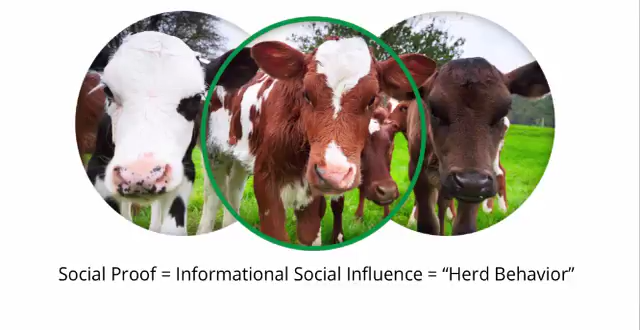 Social Proof = Informational Social Influence = “Herd Behavior”